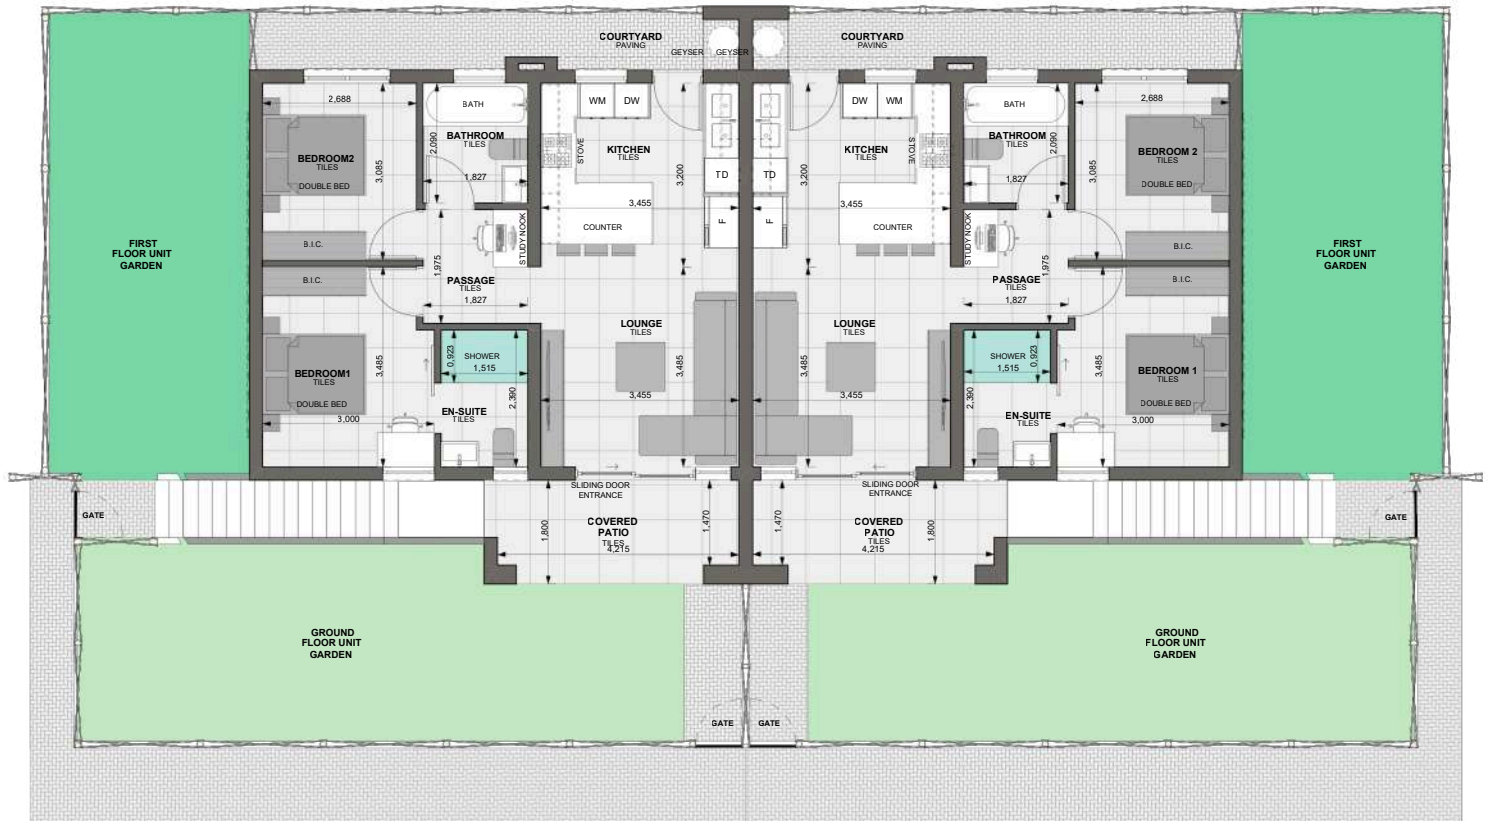 COURTYARD
PAVING
GEYSER
GEYSER
COURTYARD
PAVING
2,688
BEDROOM2
TILES
DOUBLE BED
3,085
B.I.C.
BATH
BATHROOM
TILES
2,090
1,827
WM
DW
STOVE
KITCHEN
TILES
3,200
TD
3,455
COUNTER
F
STUDY NOOK
1,975
PASSAGE
TILES
1,827
B.I.C.
BEDROOM1
TILES
DOUBLE BED
3,000
3,485
SHOWER
0,923
1,515
EN-SUITE
TILES
2,390
LOUNGE
TILES
3,485
3,455
SLIDING DOOR
ENTRANCE
COVERED
PATIO
TILES
4,215
1,800
1,470
FIRST
FLOOR UNIT
GARDEN
GATE
GROUND
FLOOR UNIT
GARDEN
GATE
DW
WM
STOVE
KITCHEN
TILES
3,200
TD
3,455
COUNTER
F
BATH
BATHROOM
TILES
2,090
1,827
2,688
BEDROOM 2
TILES
DOUBLE BED
3,085
B.I.C.
STUDY NOOK
1,975
PASSAGE
TILES
1,827
B.I.C.
LOUNGE
TILES
3,485
3,455
SHOWER
0,923
1,515
EN-SUITE
TILES
2,390
BEDROOM 1
TILES
DOUBLE BED
3,000
3,485
SLIDING DOOR
ENTRANCE
COVERED
PATIO
TILES
4,215
1,470
1,800
FIRST
FLOOR UNIT
GARDEN
GATE
GROUND
FLOOR UNIT
GARDEN
GATE